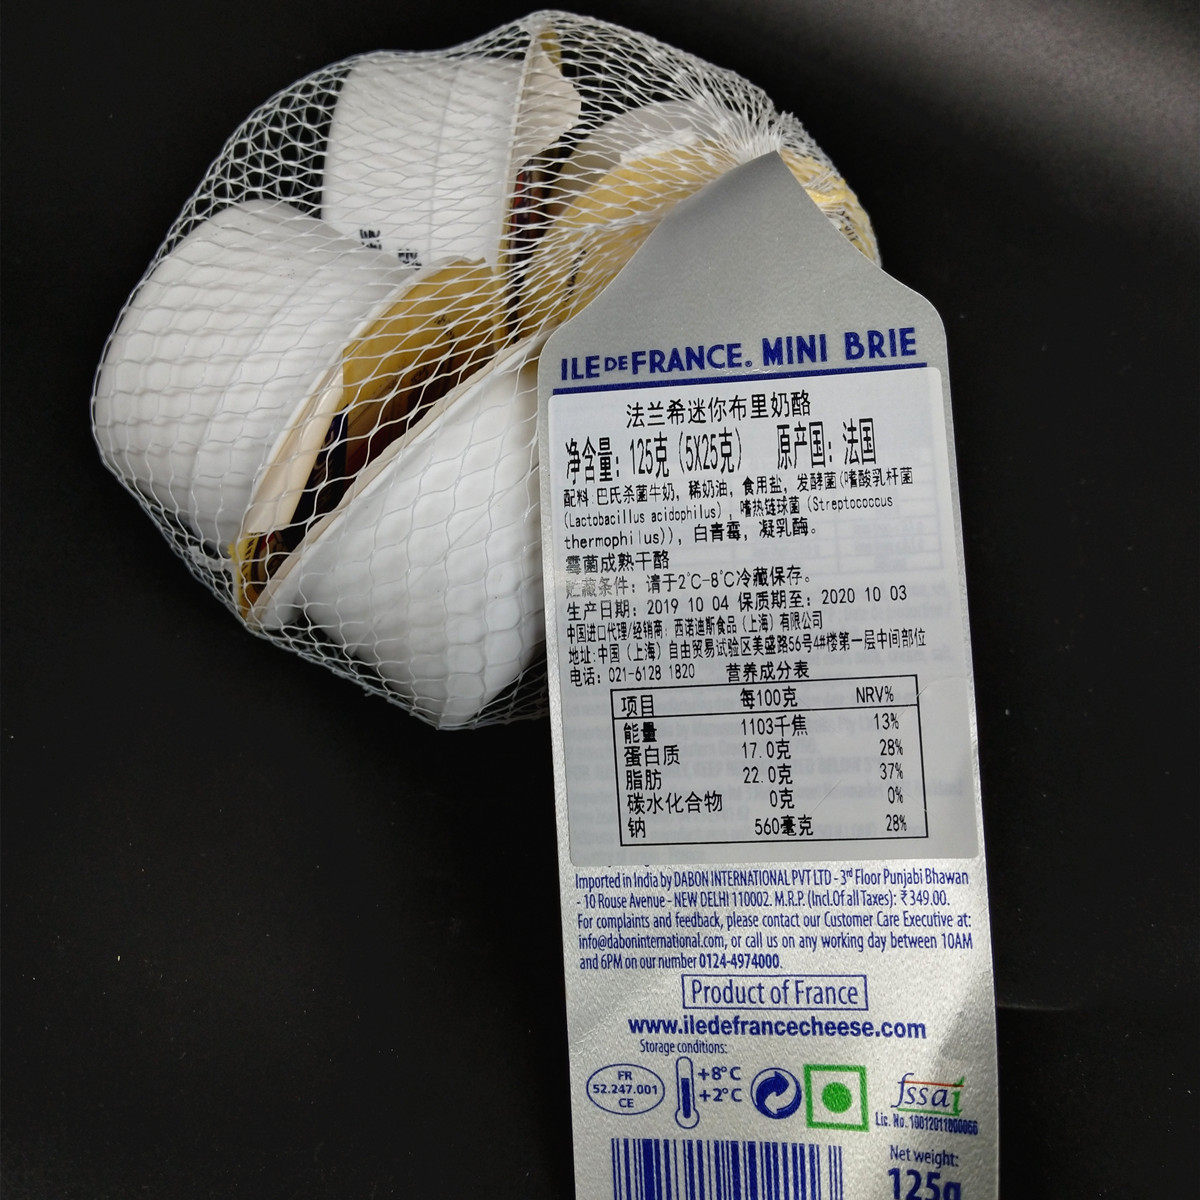 ILE DE FRANCE. MINI BRIE
法兰希迷你布里奶酪
净含量：125克（5X25克） 原产国：法国
配料:巴氏杀菌牛奶，稀奶油，食用盐，发酵菌（嗜酸乳杆菌
(Lactobacillus acidophilus)，嗜热链球菌（Streptococcus
thermophilus)），白青霉，凝乳酶。
霉菌成熟干酪
贮藏条件：请于2℃-8℃冷藏保存。
生产日期：2019 10 04 保质期至：2020 10 03
中国进口代理/经销商：西诺迪斯食品（上海）有限公司
地址:中国（上海）自由贸易试验区美盛路56号4#楼第一层中间部位
电话：021-6128 1820 营养成分表
项目 每100克 NRV%
能量 1103千焦 13%
蛋白质 17.0克 28%
脂肪 22.0克 37%
碳水化合物 0克 0%
钠 560毫克 28%
Imported in India by DABON INTERNATIONAL PVT LTD - 3rd Floor Punjabi Bhawan
- 10 Rouse Avenue - NEW DELHI 110002. M.R.P. (Incl.Of all Taxes): ₹ 349.00.
For complaints and feedback, please contact our Customer Care Executive at:
info@daboninternational.com, or call us on any working day between 10AM
and 6PM on our number 0124-4974000.
Product of France
www.iledefrancecheese.com
Storage conditions:
FR
52.247.001
CE
+8°C
+2°C
fssai
Lic. No. 10012011000066
Net weight:
125g